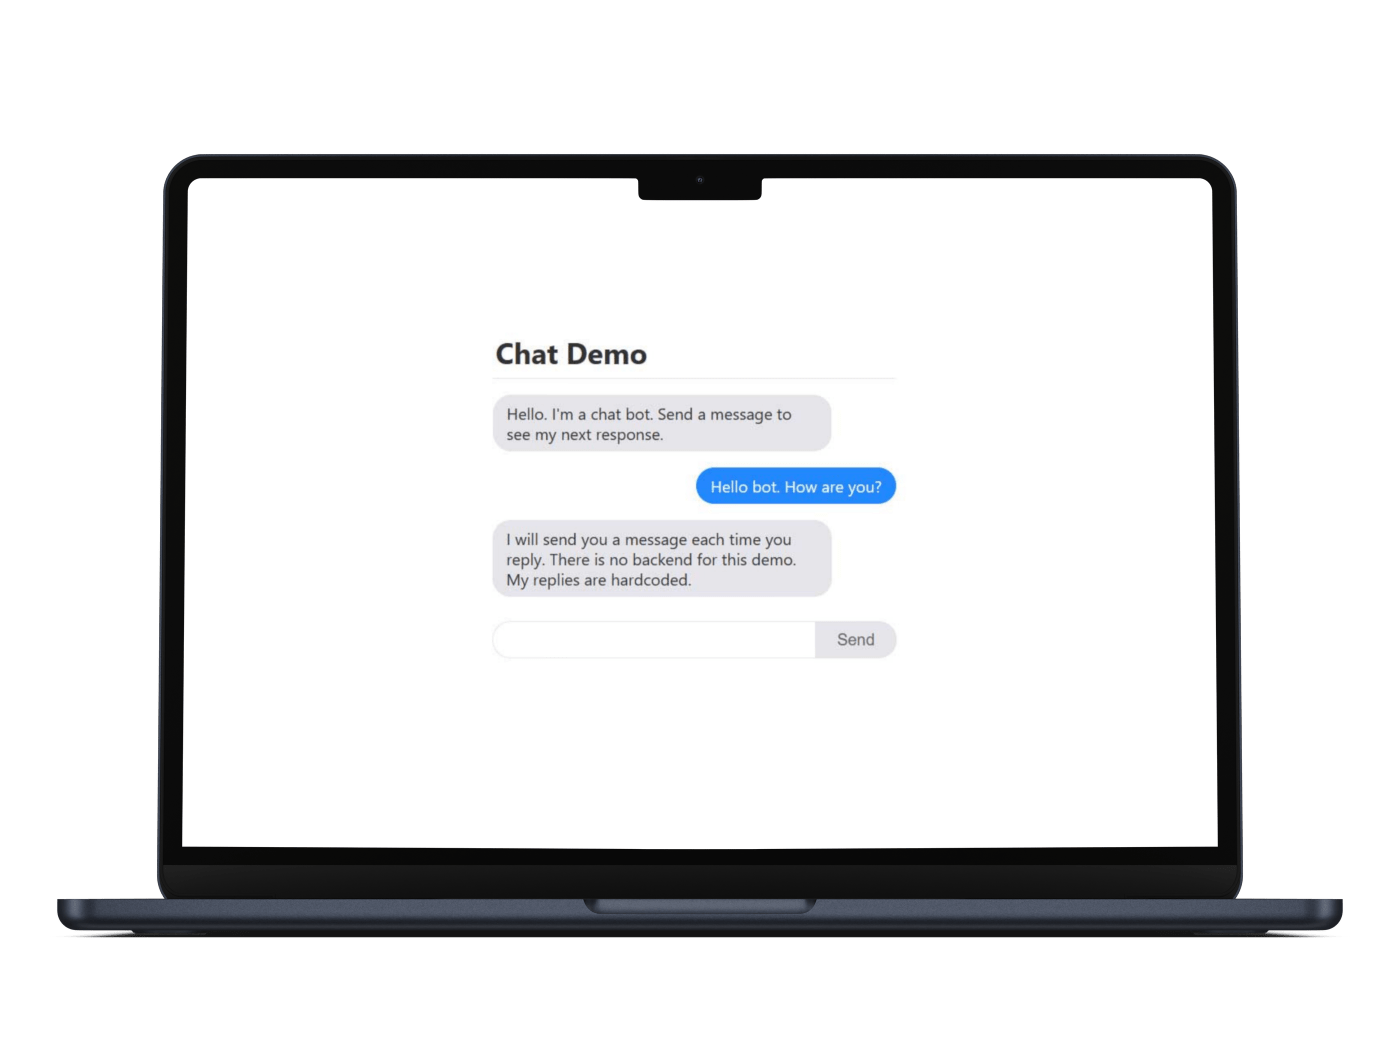 Chat Demo
Hello. I'm a chat bot. Send a message to
see my next response.
Hello bot. How are you?
I will send you a message each time you
reply. There is no backend for this demo.
My replies are hardcoded.
Send